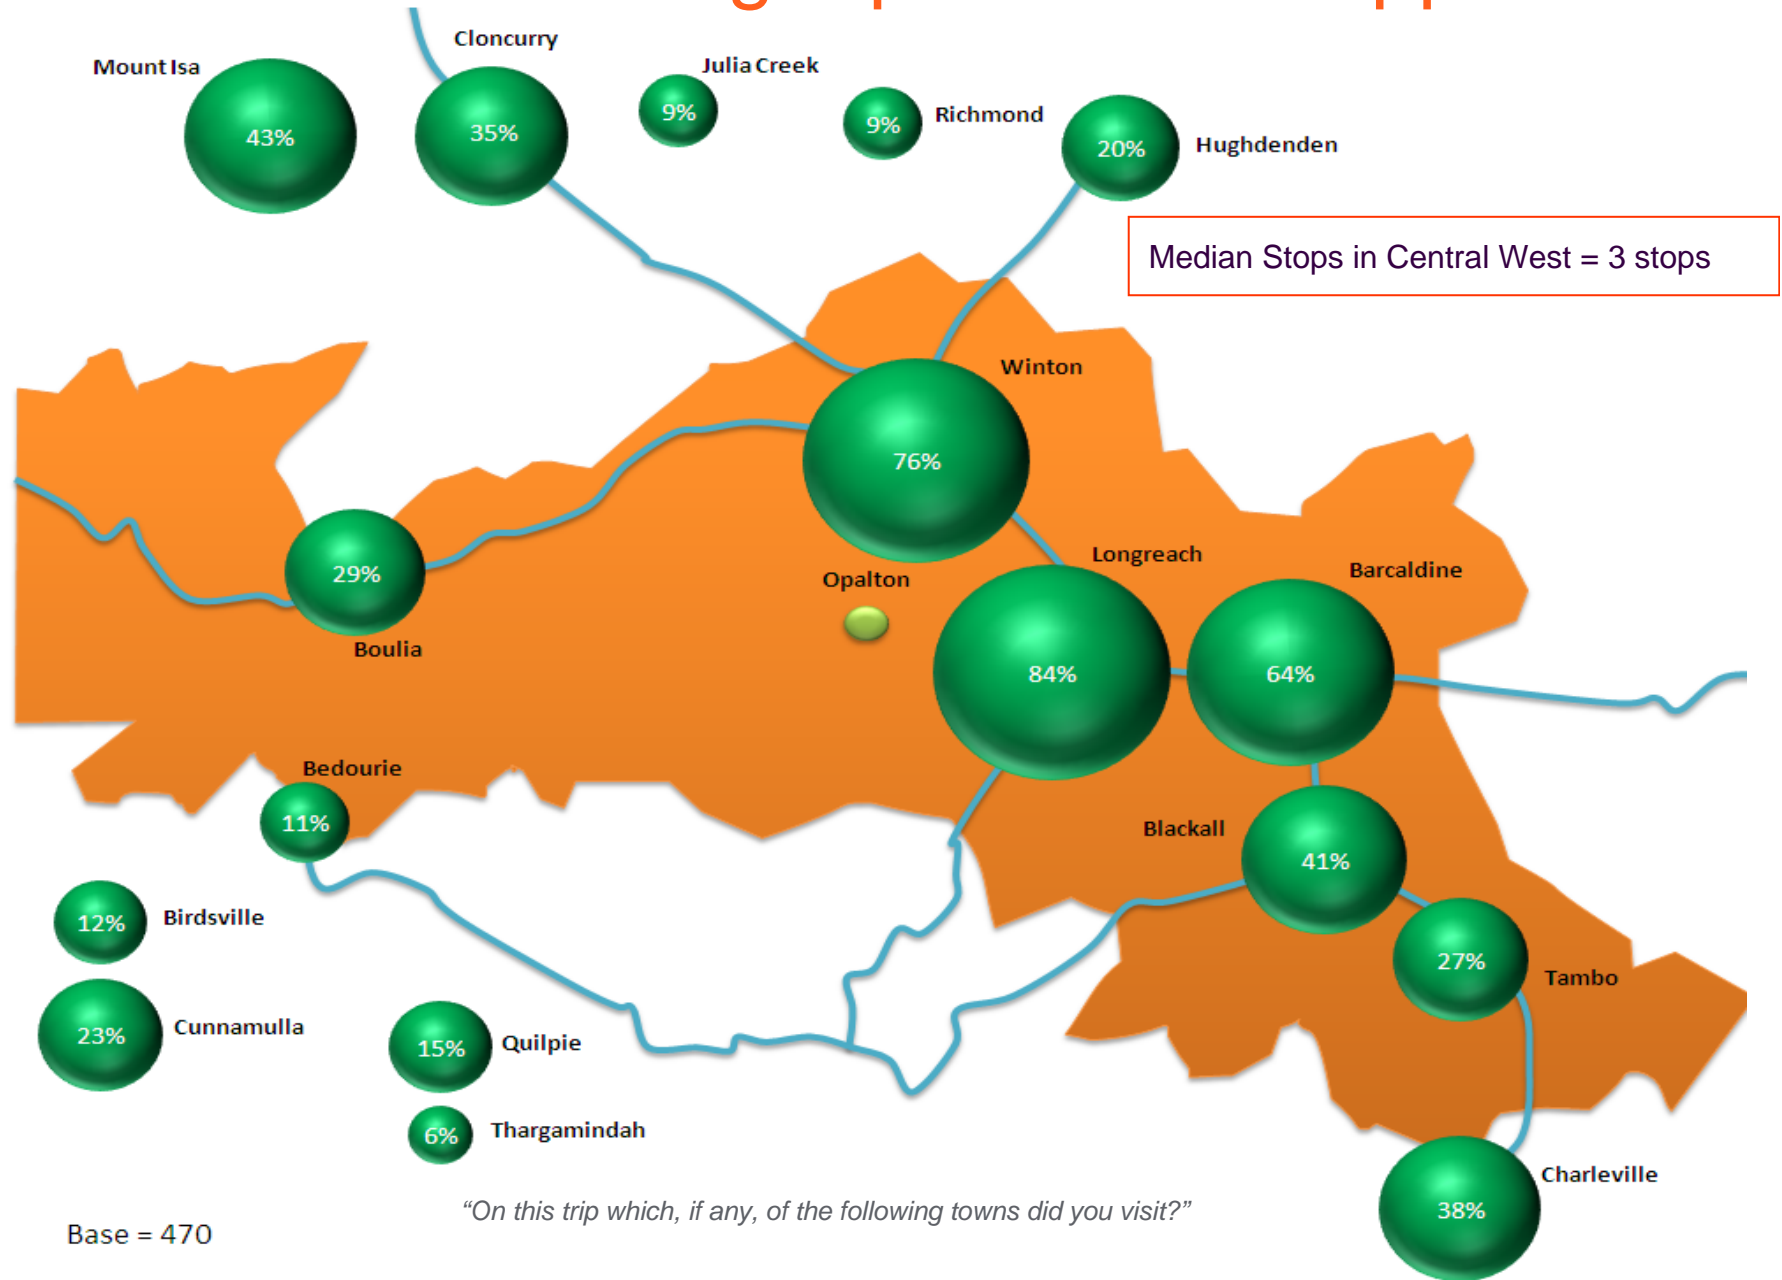 Cloncurry
Mount Isa
Julia Creek
43%
35%
9%
9%
Richmond
20%
Hughdenden
Median Stops in Central West = 3 stops
Winton
76%
Longreach
Barcaldine
Opalton
29%
Boulia
84%
64%
Bedourie
11%
Blackall
41%
12%
Birdsville
27%
Tambo
23%
Cunnamulla
15%
Quilpie
6%
Thargamindah
Charleville
38%
“On this trip which, if any, of the following towns did you visit?”
Base = 470